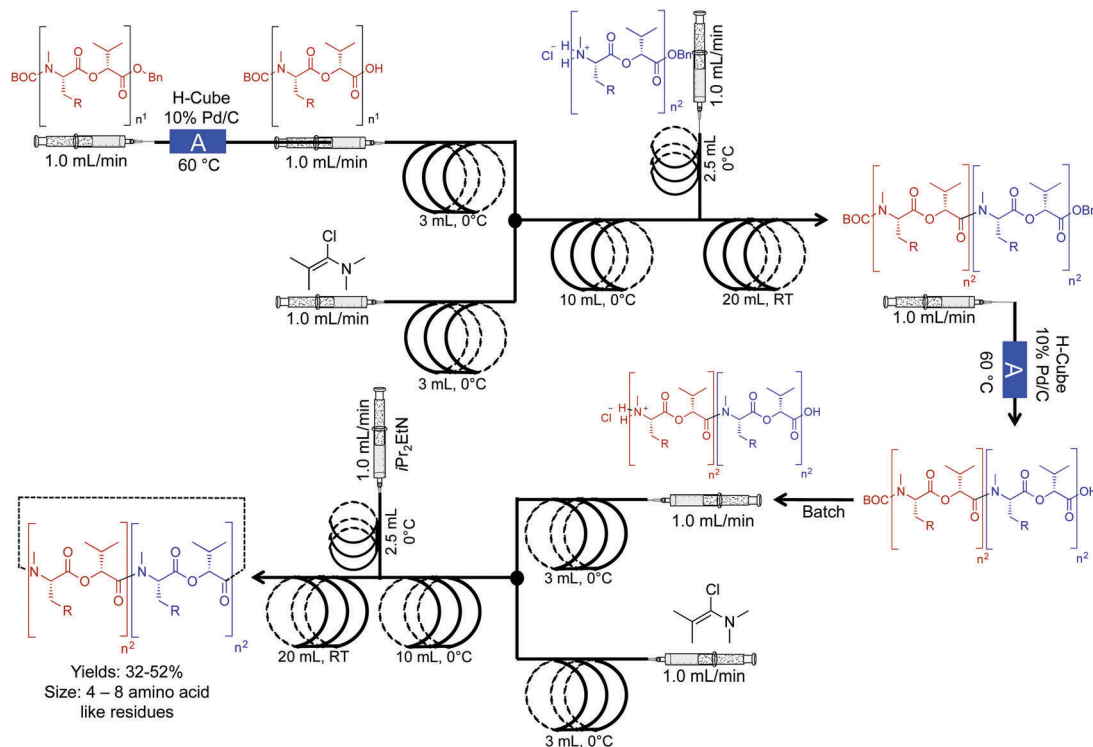 BOC N O O O O Bn R n1
H-Cube
10% Pd/C
A
60 °C
1.0 mL/min
BOC N O O O OH R n1
1.0 mL/min
3 mL, 0°C
Cl− H H N+ O O O OBn R n2
1.0 mL/min
2.5 mL
0°C
Cl
N
1.0 mL/min
3 mL, 0°C
10 mL, 0°C
20 mL, RT
BOC N O O O R n2 N O O O OBn R n2
1.0 mL/min
H-Cube
10% Pd/C
A
60 °C
BOC N O O O R n2 N O O O OH R n2
Batch
Cl− H H N+ O O O R n2 N O O O OH R n2
1.0 mL/min
3 mL, 0°C
Cl
N
1.0 mL/min
3 mL, 0°C
1.0 mL/min
iPr2EtN
2.5 mL
0°C
10 mL, 0°C
20 mL, RT
N O O O R n2 N O O O R n2
Yields: 32-52%
Size: 4 – 8 amino acid
like residues